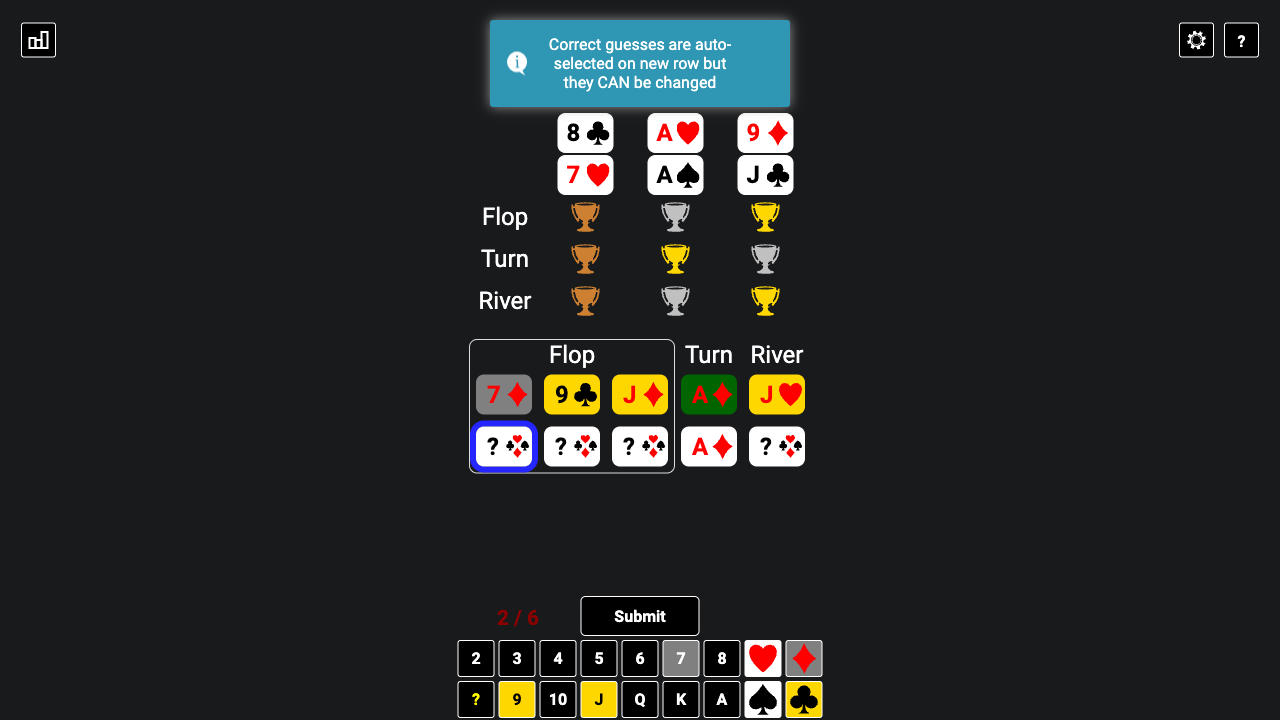 Correct guesses are auto-
selected on new row but
they CAN be changed
?
8 A 9
7 A J
Flop
Turn
River
Flop Turn River
7 9 J A J
? ? ? A ?
2 / 6 Submit
2 3 4 5 6 7 8
? 9 10 J Q K A